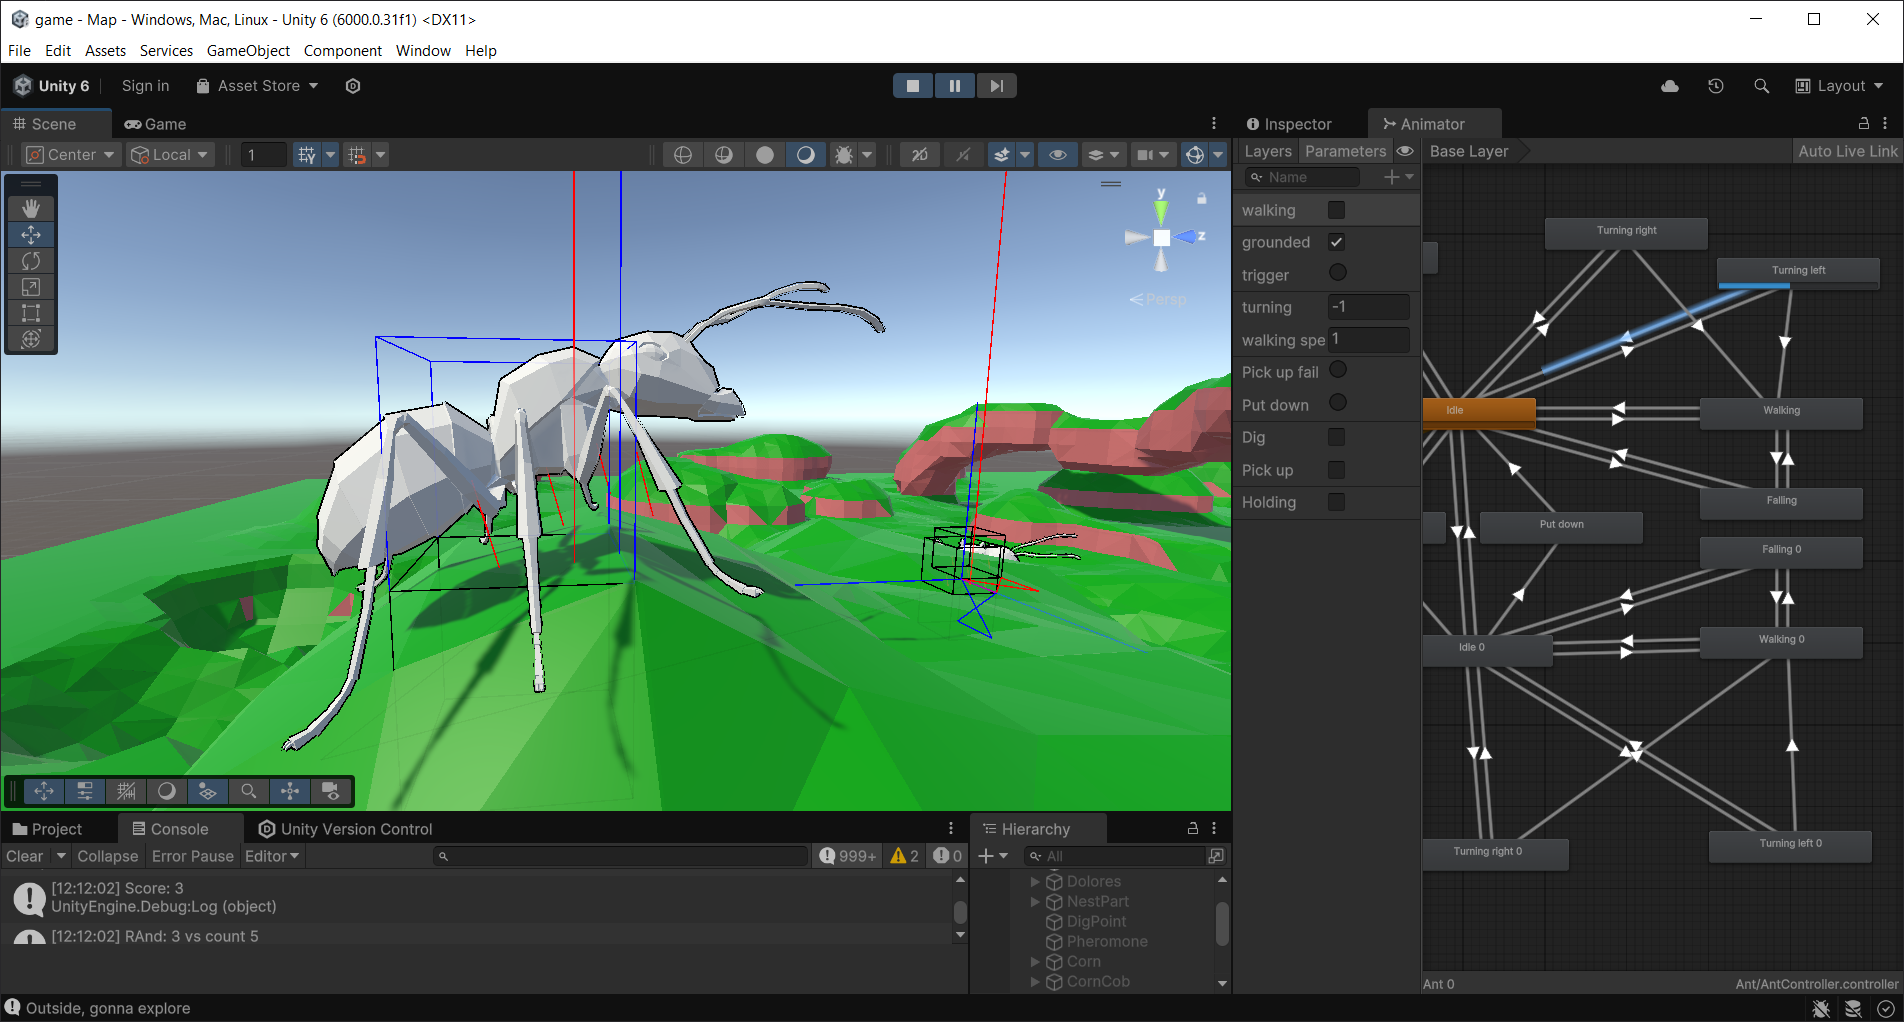 game - Map - Windows, Mac, Linux - Unity 6 (6000.0.31f1) <DX11>
File Edit Assets Services GameObject Component Window Help
Unity 6 Sign in Asset Store Layout
Scene Game
Center Local 1 2D
y
z
Persp
Inspector Animator
Layers Parameters Base Layer Auto Live Link
Name
walking
grounded
trigger
turning -1
walking spe 1
Pick up fail
Put down
Dig
Pick up
Holding
Turning right
Turning left
Idle
Walking
Falling
Put down
Falling 0
Walking 0
Idle 0
Turning right 0
Turning left 0
Ant 0 Ant/AntController.controller
Project Console Unity Version Control
Clear Collapse Error Pause Editor 999+ 2 0
[12:12:02] Score: 3
UnityEngine.Debug:Log (object)
[12:12:02] RAnd: 3 vs count 5
Hierarchy
All
Dolores
NestPart
DigPoint
Pheromone
Corn
CornCob
Outside, gonna explore